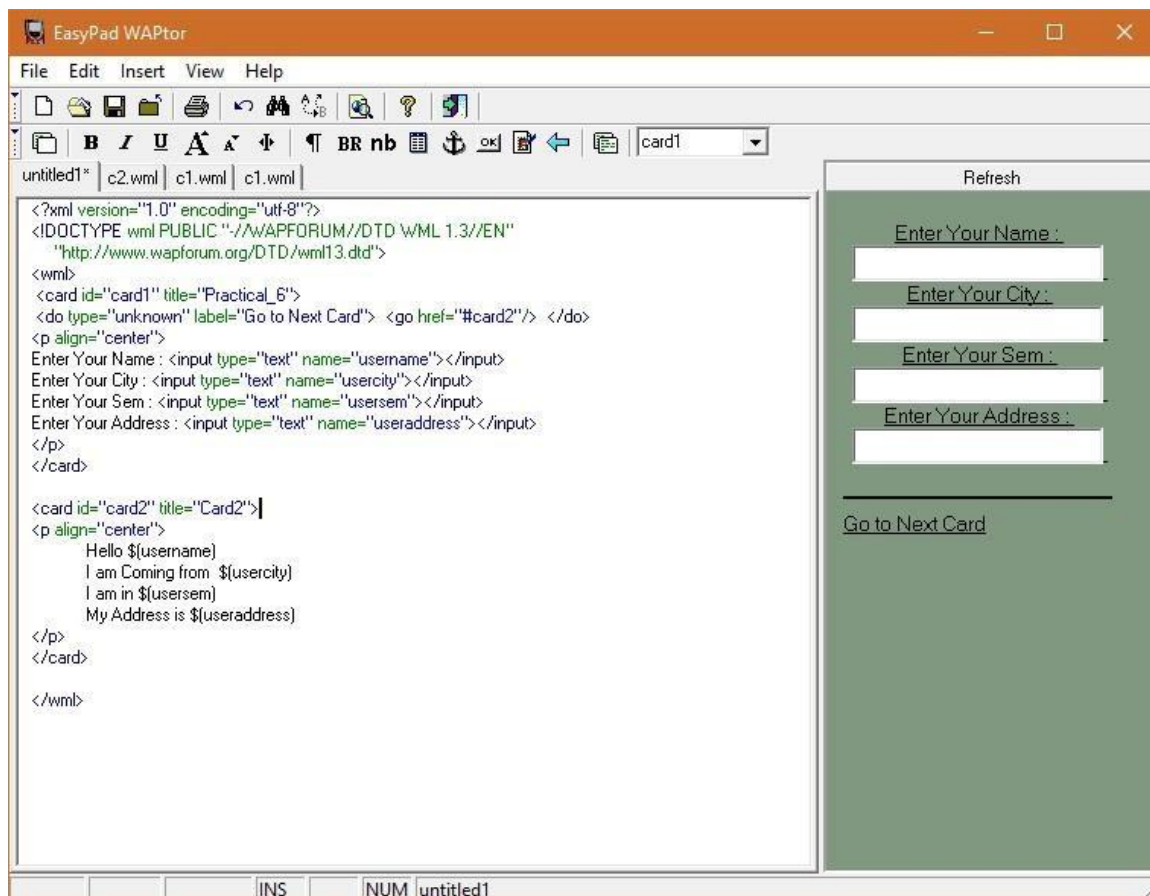 EasyPad WAPtor
File Edit Insert View Help
B I U A A ¶ BR nb OK card1
untitled1* c2.wml c1.wml c1.wml
<?xml version="1.0" encoding="utf-8"?>
<!DOCTYPE wml PUBLIC "-//WAPFORUM//DTD WML 1.3//EN"
"http://www.wapforum.org/DTD/wml13.dtd">
<wml>
<card id="card1" title="Practical_6">
<do type="unknown" label="Go to Next Card"> <go href="#card2"/> </do>
<p align="center">
Enter Your Name : <input type="text" name="username"></input>
Enter Your City : <input type="text" name="usercity"></input>
Enter Your Sem : <input type="text" name="usersem"></input>
Enter Your Address : <input type="text" name="useraddress"></input>
</p>
</card>
<card id="card2" title="Card2">
<p align="center">
Hello $(username)
I am Coming from $(usercity)
I am in $(usersem)
My Address is $(useraddress)
</p>
</card>
</wml>
Refresh
Enter Your Name :
Enter Your City :
Enter Your Sem :
Enter Your Address :
Go to Next Card
INS NUM untitled1